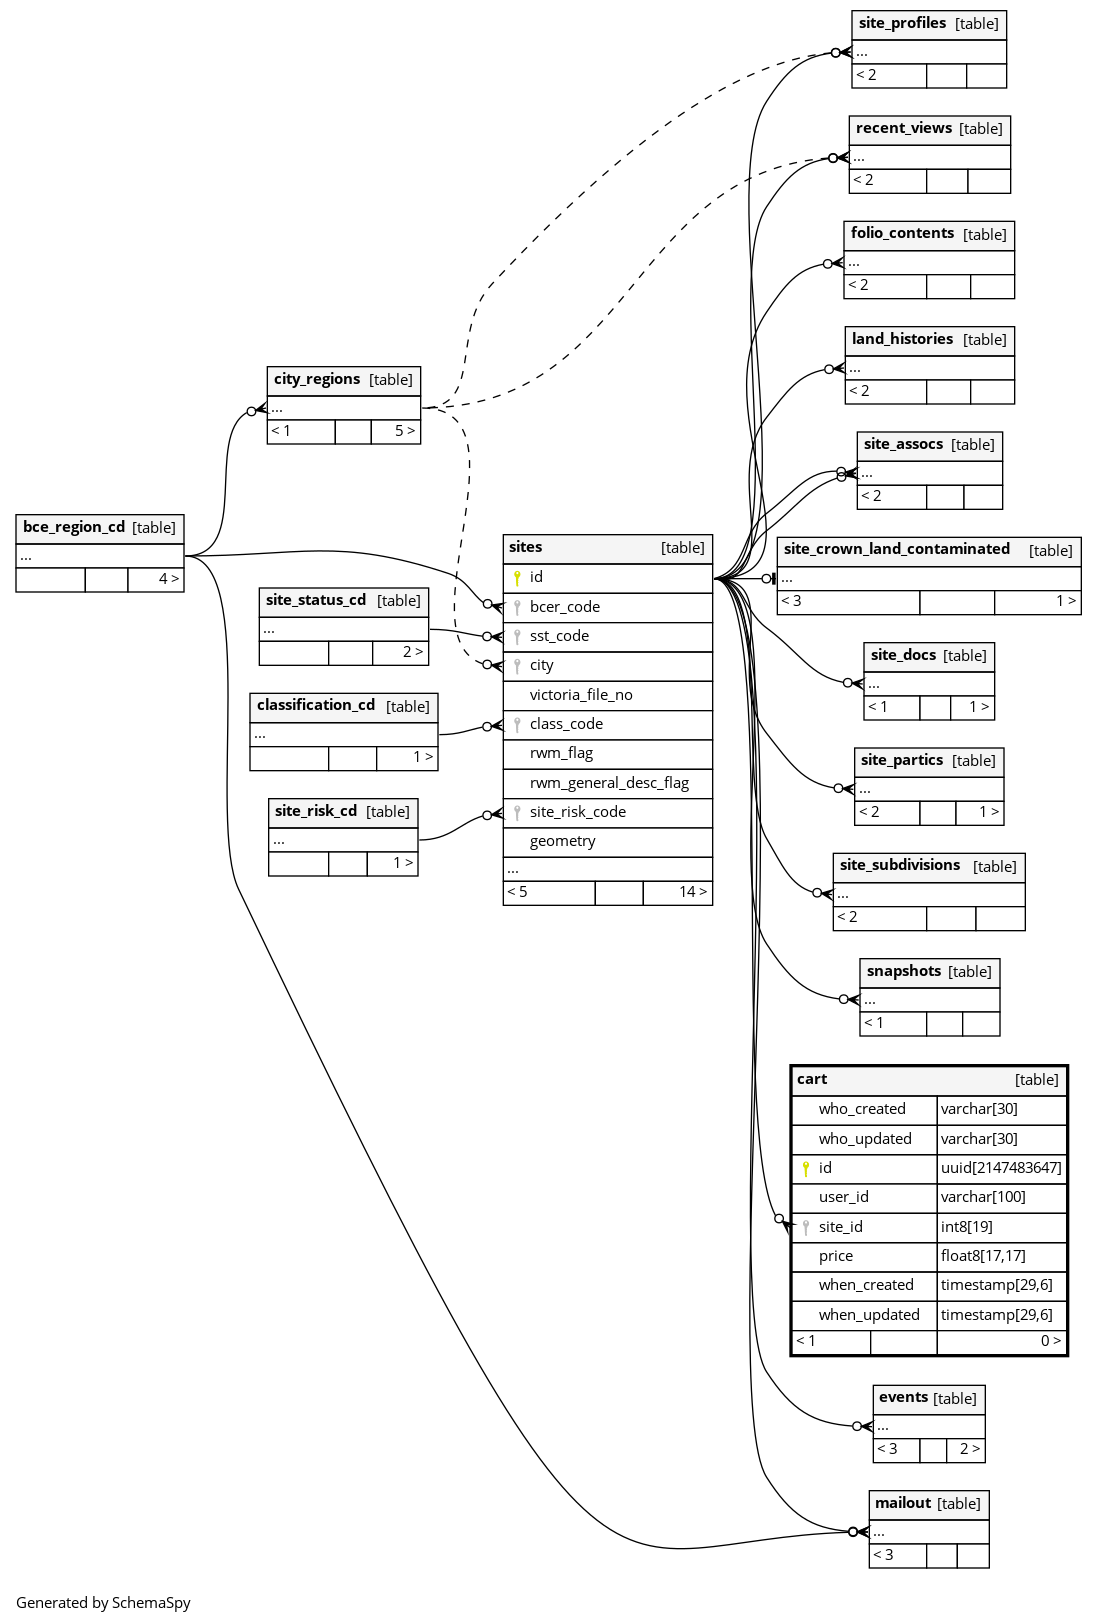 site_profiles [table]
...
< 2
recent_views [table]
...
< 2
folio_contents [table]
...
< 2
land_histories [table]
...
< 2
city_regions [table]
...
< 1 5 >
site_assocs [table]
...
< 2
bce_region_cd [table]
...
4 >
sites [table]
id
bcer_code
sst_code
city
victoria_file_no
class_code
rwm_flag
rwm_general_desc_flag
site_risk_code
geometry
...
< 5 14 >
site_crown_land_contaminated [table]
...
< 3 1 >
site_status_cd [table]
...
2 >
site_docs [table]
...
< 1 1 >
classification_cd [table]
...
1 >
site_partics [table]
...
< 2 1 >
site_risk_cd [table]
...
1 >
site_subdivisions [table]
...
< 2
snapshots [table]
...
< 1
cart [table]
who_created varchar[30]
who_updated varchar[30]
id uuid[2147483647]
user_id varchar[100]
site_id int8[19]
price float8[17,17]
when_created timestamp[29,6]
when_updated timestamp[29,6]
< 1 0 >
events [table]
...
< 3 2 >
mailout [table]
...
< 3
Generated by SchemaSpy